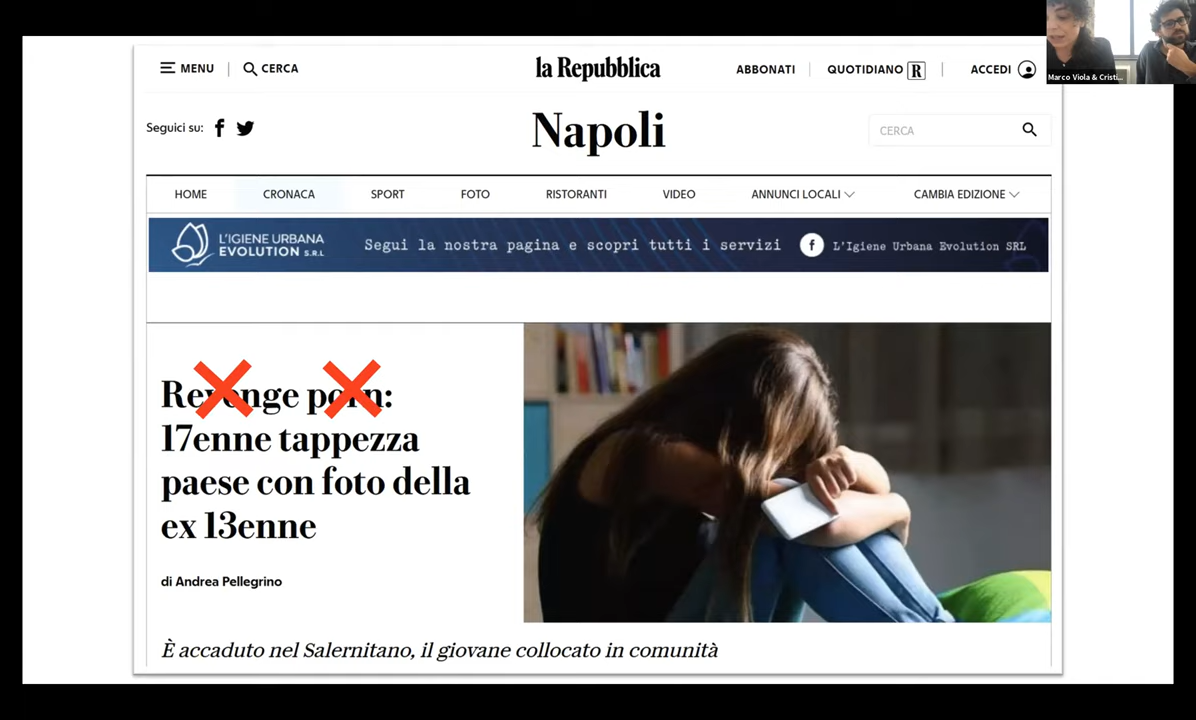 Marco Viola & Cristi...
MENU
CERCA
la Repubblica
ABBONATI
QUOTIDIANO R
ACCEDI
Seguici su:
Napoli
CERCA
HOME
CRONACA
SPORT
FOTO
RISTORANTI
VIDEO
ANNUNCI LOCALI
CAMBIA EDIZIONE
L'IGIENE URBANA
EVOLUTION S.R.L
Segui la nostra pagina e scopri tutti i servizi
L'Igiene Urbana Evolution SRL
Revenge porn:
17enne tappezza
paese con foto della
ex 13enne
di Andrea Pellegrino
È accaduto nel Salernitano, il giovane collocato in comunità